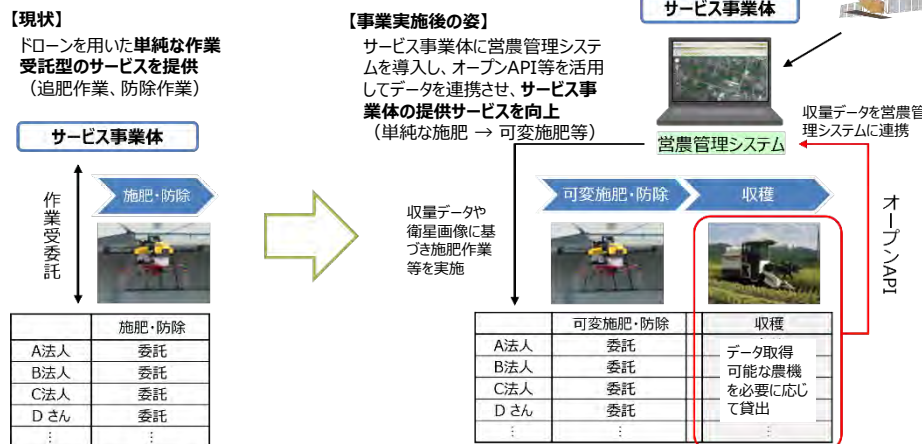 【現状】
ドローンを用いた単純な作業
受託型のサービスを提供
(追肥作業、防除作業)
サービス事業体
作業受委託
施肥・防除
施肥・防除
A法人 委託
B法人 委託
C法人 委託
D さん 委託
⋮ ⋮
【事業実施後の姿】
サービス事業体に営農管理システ
ムを導入し、オープンAPI等を活用
してデータを連携させ、サービス事
業体の提供サービスを向上
(単純な施肥 → 可変施肥等)
サービス事業体
営農管理システム
収量データを営農管
理システムに連携
オープンAPI
収量データや
衛星画像に基
づき施肥作業
等を実施
可変施肥・防除 収穫
可変施肥・防除 収穫
A法人 委託
B法人 委託
C法人 委託
D さん 委託
⋮ ⋮ ⋮
データ取得
可能な農機
を必要に応じ
て貸出